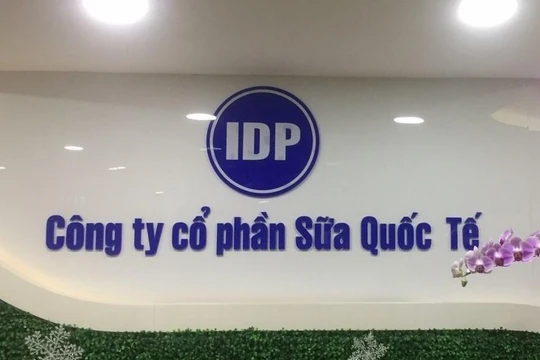 IDP
Công ty cổ phần Sữa Quốc Tế